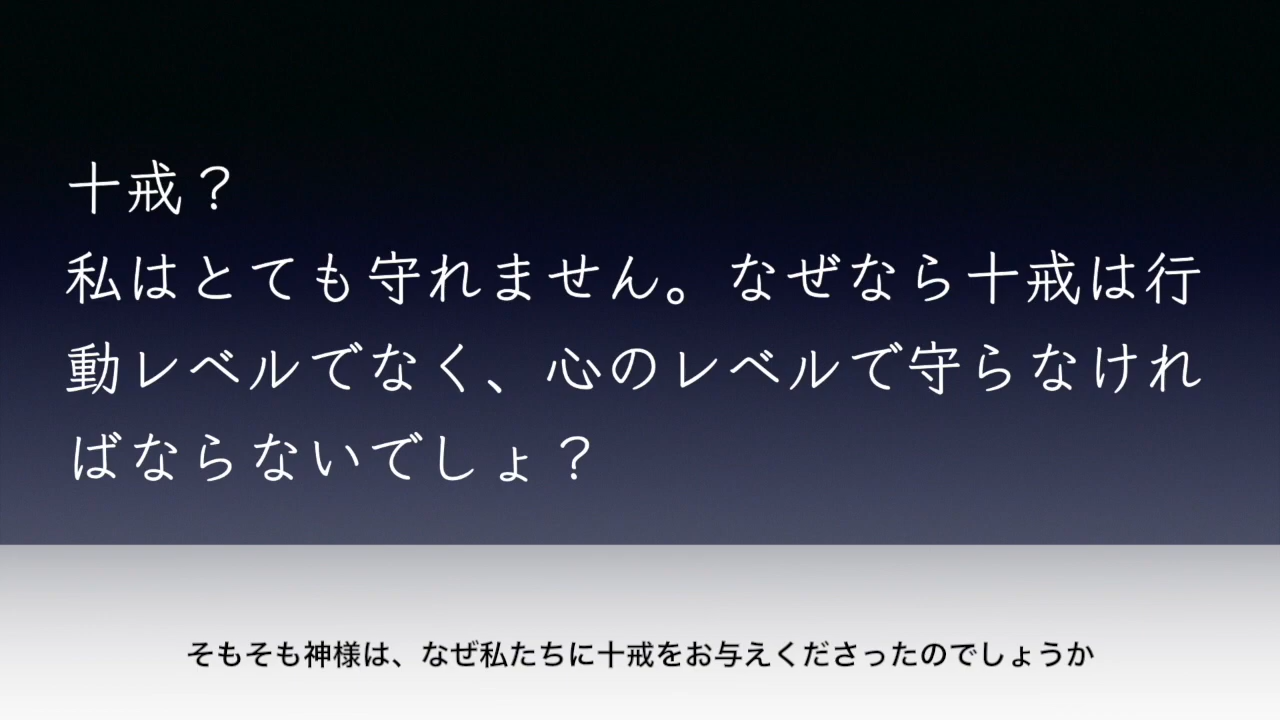 十戒？
私はとても守れません。なぜなら十戒は行
動レベルでなく、心のレベルで守らなけれ
ばならないでしょ？
そもそも神様は、なぜ私たちに十戒をお与えくださったのでしょうか